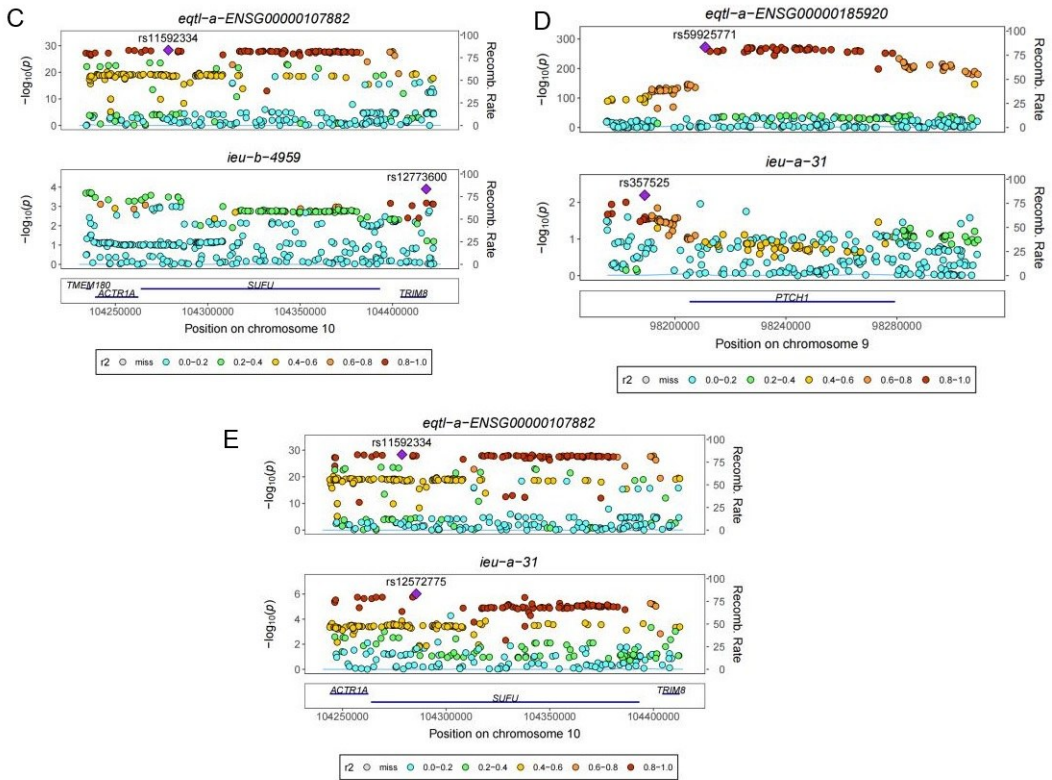 C
eqtl-a-ENSG00000107882
rs11592334
30
20
10
0
−log10(p)
100
75
50
25
0
Recomb. Rate
ieu-b-4959
rs12773600
4
3
2
1
0
−log10(p)
100
75
50
25
0
Recomb. Rate
TMEM180
ACTR1A
SUFU
TRIM8
104250000 104300000 104350000 104400000
Position on chromosome 10
r2 miss 0.0−0.2 0.2−0.4 0.4−0.6 0.6−0.8 0.8−1.0
D
eqtl-a-ENSG00000185920
rs59925771
300
200
100
0
−log10(p)
100
75
50
25
0
Recomb. Rate
ieu-a-31
rs357525
2
1
0
−log10(p)
100
75
50
25
0
Recomb. Rate
PTCH1
98200000 98240000 98280000
Position on chromosome 9
r2 miss 0.0−0.2 0.2−0.4 0.4−0.6 0.6−0.8 0.8−1.0
E
eqtl-a-ENSG00000107882
rs11592334
30
20
10
0
−log10(p)
100
75
50
25
0
Recomb. Rate
ieu-a-31
rs12572775
6
4
2
0
−log10(p)
100
75
50
25
0
Recomb. Rate
ACTR1A
SUFU
TRIM8
104250000 104300000 104350000 104400000
Position on chromosome 10
r2 miss 0.0−0.2 0.2−0.4 0.4−0.6 0.6−0.8 0.8−1.0